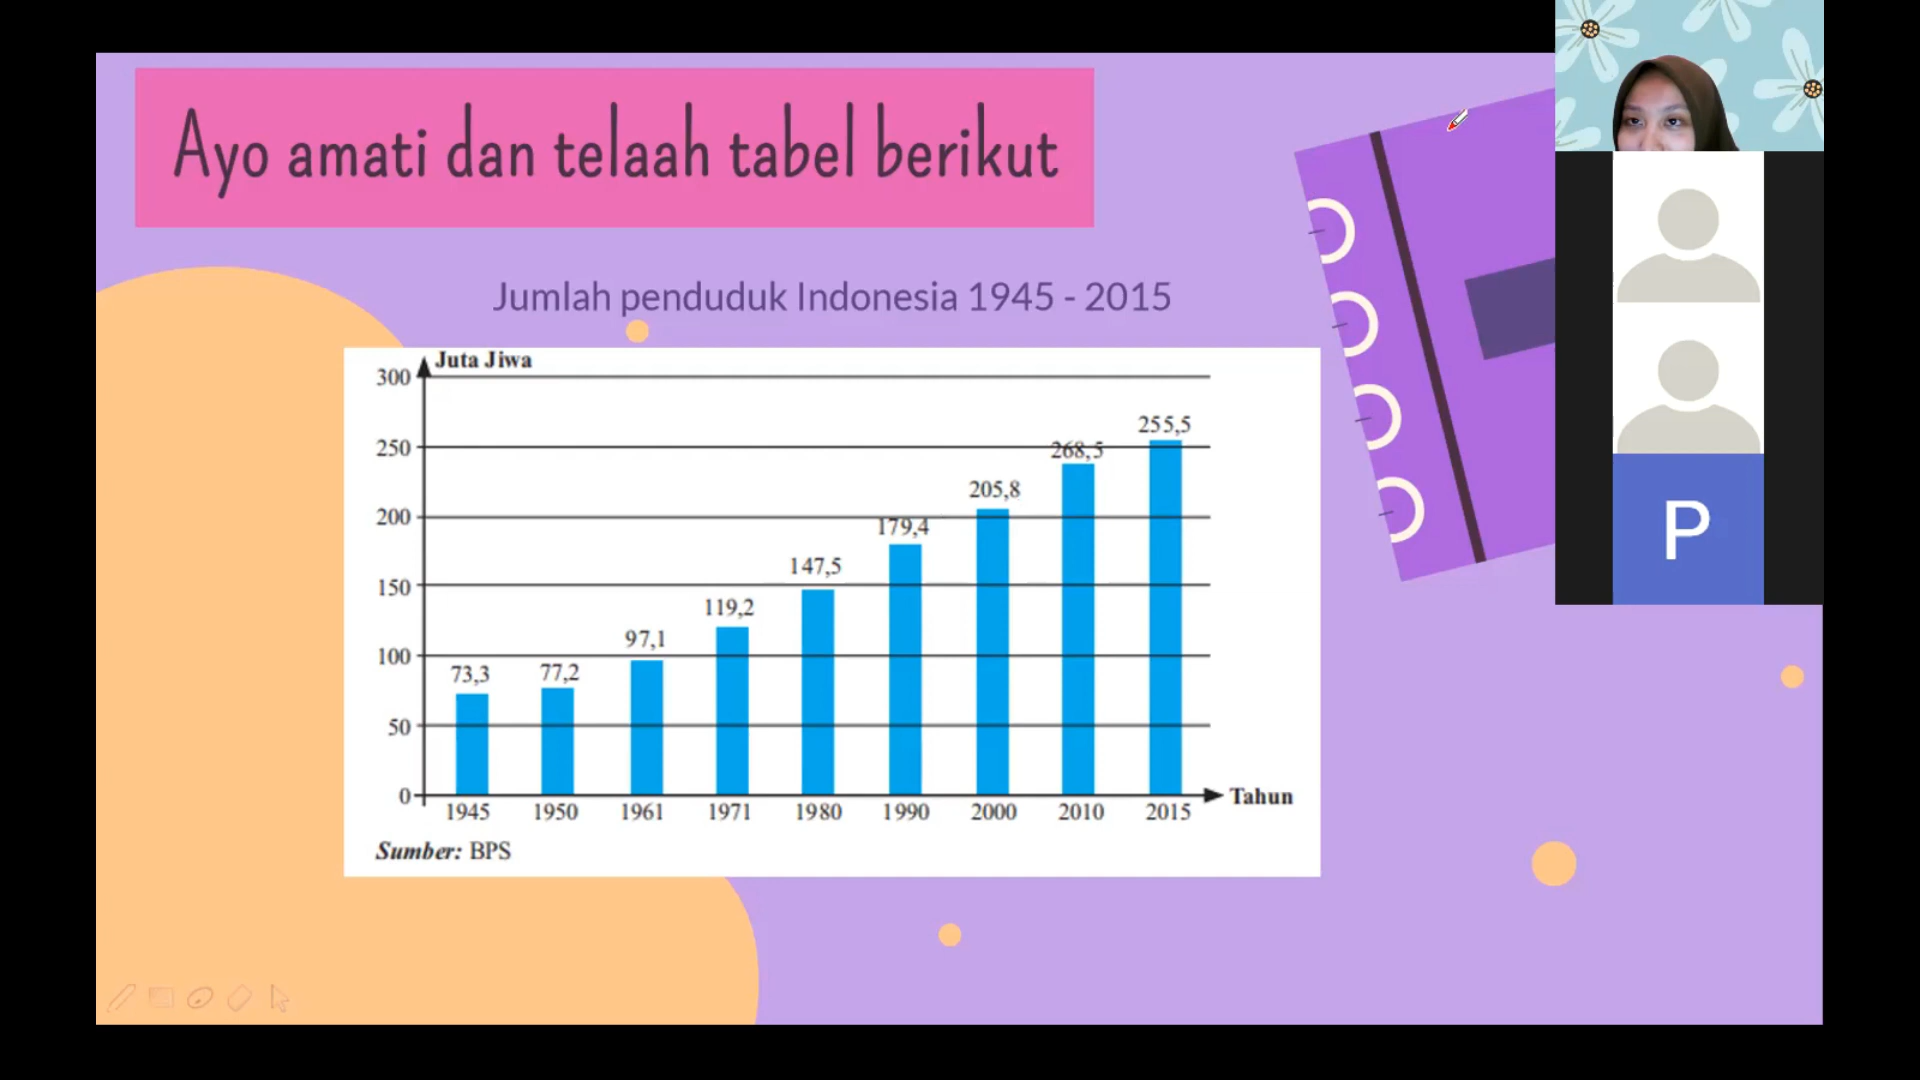 Ayo amati dan telaah tabel berikut
Jumlah penduduk Indonesia 1945 - 2015
Juta Jiwa
300
250
200
150
100
50
0
73,3
77,2
97,1
119,2
147,5
179,4
205,8
268,5
255,5
1945 1950 1961 1971 1980 1990 2000 2010 2015
Tahun
Sumber: BPS
P